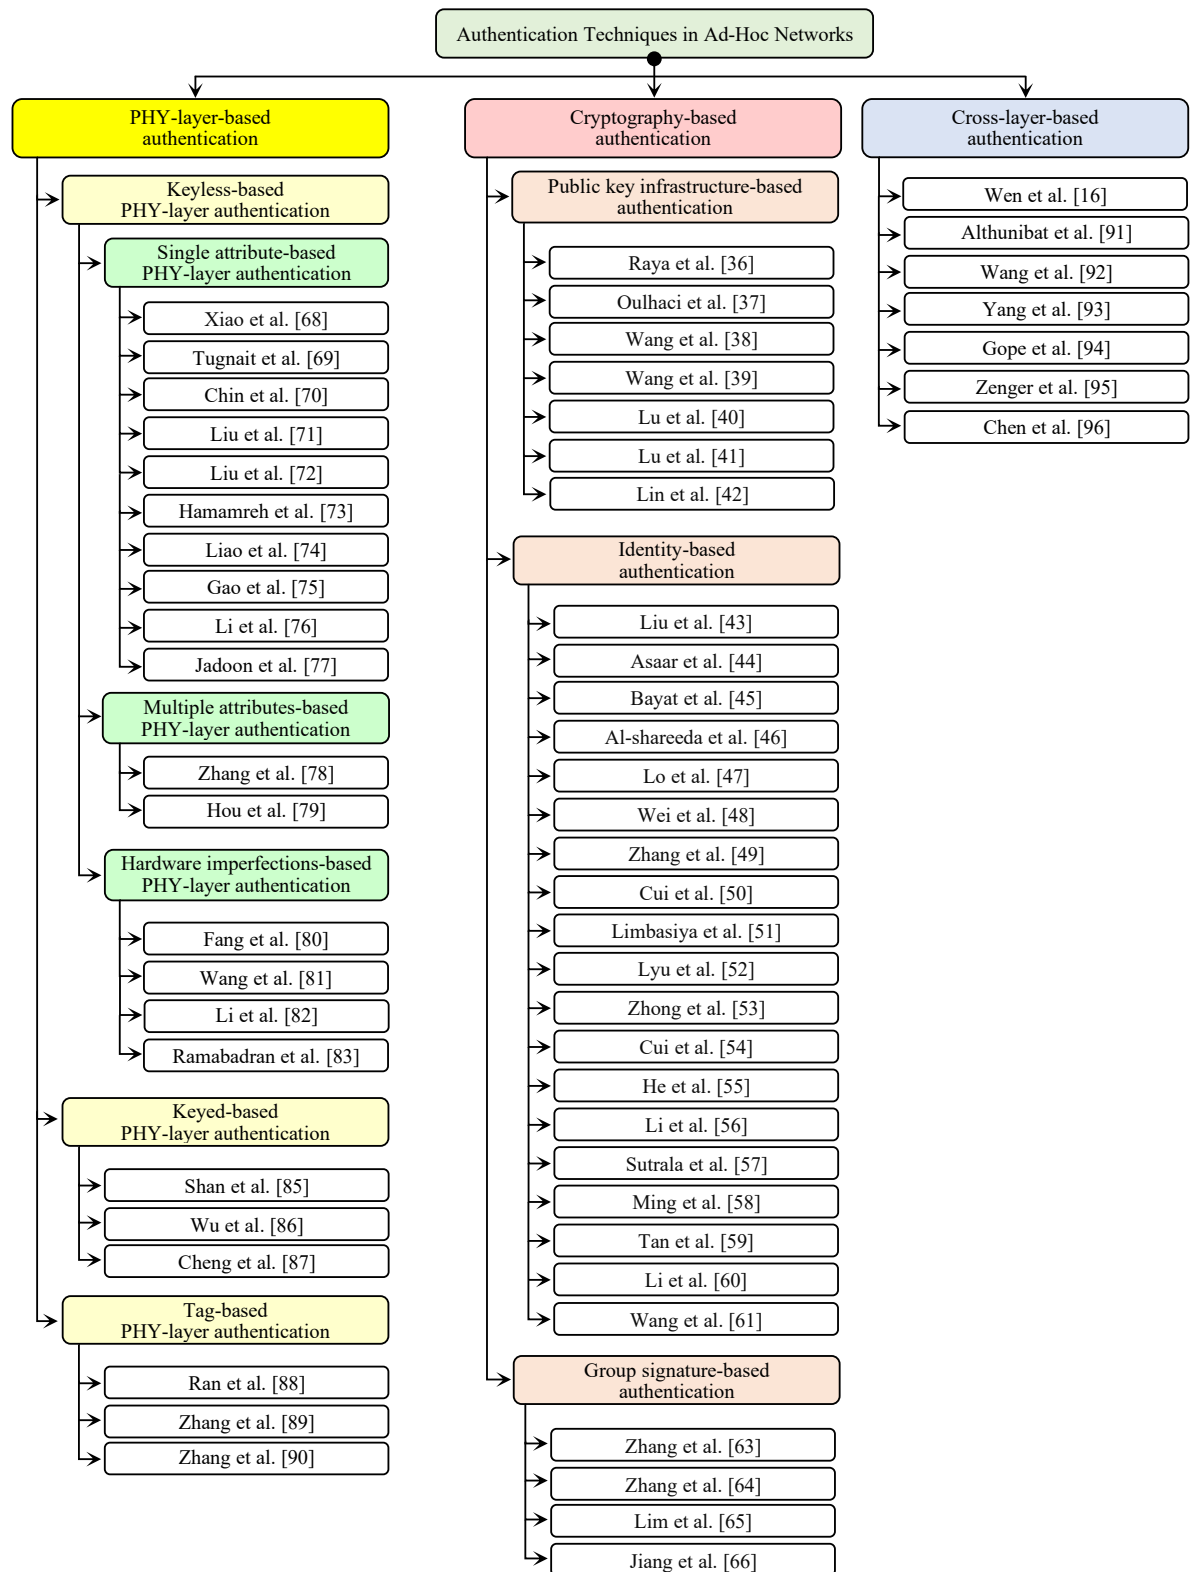 Authentication Techniques in Ad-Hoc Networks
PHY-layer-based
authentication
Keyless-based
PHY-layer authentication
Single attribute-based
PHY-layer authentication
Xiao et al. [68]
Tugnait et al. [69]
Chin et al. [70]
Liu et al. [71]
Liu et al. [72]
Hamamreh et al. [73]
Liao et al. [74]
Gao et al. [75]
Li et al. [76]
Jadoon et al. [77]
Multiple attributes-based
PHY-layer authentication
Zhang et al. [78]
Hou et al. [79]
Hardware imperfections-based
PHY-layer authentication
Fang et al. [80]
Wang et al. [81]
Li et al. [82]
Ramabadran et al. [83]
Keyed-based
PHY-layer authentication
Shan et al. [85]
Wu et al. [86]
Cheng et al. [87]
Tag-based
PHY-layer authentication
Ran et al. [88]
Zhang et al. [89]
Zhang et al. [90]
Cryptography-based
authentication
Public key infrastructure-based
authentication
Raya et al. [36]
Oulhaci et al. [37]
Wang et al. [38]
Wang et al. [39]
Lu et al. [40]
Lu et al. [41]
Lin et al. [42]
Identity-based
authentication
Liu et al. [43]
Asaar et al. [44]
Bayat et al. [45]
Al-shareeda et al. [46]
Lo et al. [47]
Wei et al. [48]
Zhang et al. [49]
Cui et al. [50]
Limbasiya et al. [51]
Lyu et al. [52]
Zhong et al. [53]
Cui et al. [54]
He et al. [55]
Li et al. [56]
Sutrala et al. [57]
Ming et al. [58]
Tan et al. [59]
Li et al. [60]
Wang et al. [61]
Group signature-based
authentication
Zhang et al. [63]
Zhang et al. [64]
Lim et al. [65]
Jiang et al. [66]
Cross-layer-based
authentication
Wen et al. [16]
Althunibat et al. [91]
Wang et al. [92]
Yang et al. [93]
Gope et al. [94]
Zenger et al. [95]
Chen et al. [96]